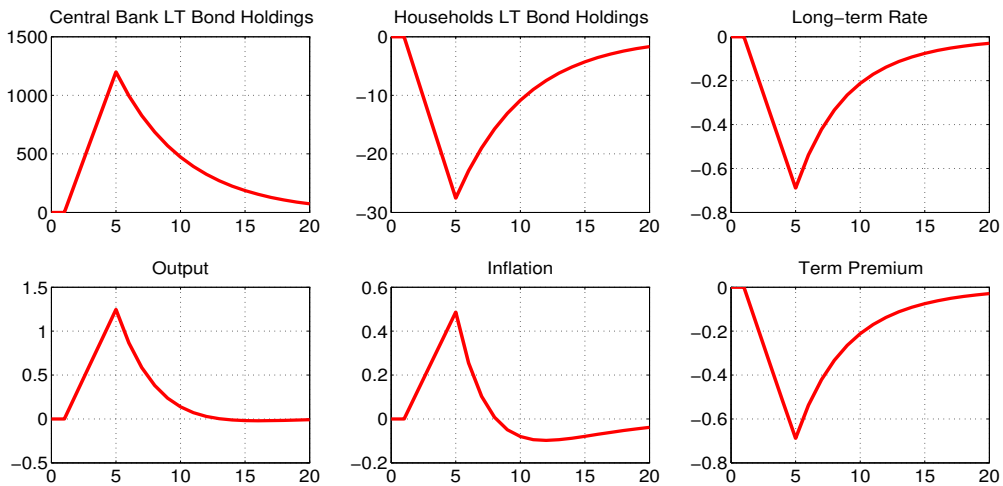 Central Bank LT Bond Holdings
1500
1000
500
0
0 5 10 15 20
Households LT Bond Holdings
0
−10
−20
−30
0 5 10 15 20
Long−term Rate
0
−0.2
−0.4
−0.6
−0.8
0 5 10 15 20
Output
1.5
1
0.5
0
−0.5
0 5 10 15 20
Inflation
0.6
0.4
0.2
0
−0.2
0 5 10 15 20
Term Premium
0
−0.2
−0.4
−0.6
−0.8
0 5 10 15 20